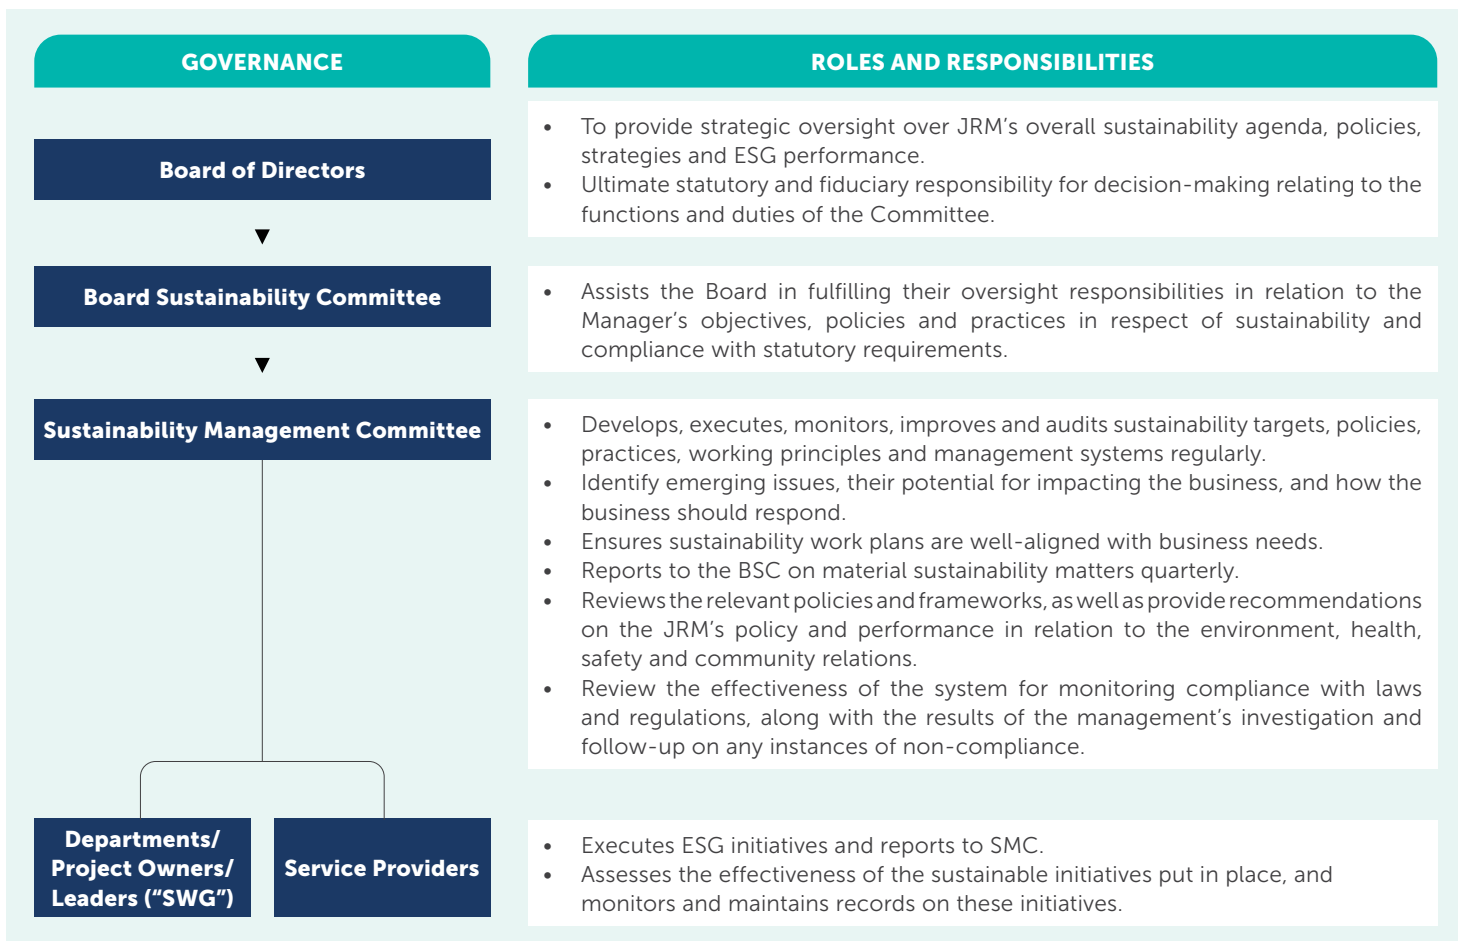 GOVERNANCE
ROLES AND RESPONSIBILITIES
Board of Directors
• To provide strategic oversight over JRM’s overall sustainability agenda, policies,
strategies and ESG performance.
• Ultimate statutory and fiduciary responsibility for decision-making relating to the
functions and duties of the Committee.
Board Sustainability Committee
• Assists the Board in fulfilling their oversight responsibilities in relation to the
Manager’s objectives, policies and practices in respect of sustainability and
compliance with statutory requirements.
Sustainability Management Committee
• Develops, executes, monitors, improves and audits sustainability targets, policies,
practices, working principles and management systems regularly.
• Identify emerging issues, their potential for impacting the business, and how the
business should respond.
• Ensures sustainability work plans are well-aligned with business needs.
• Reports to the BSC on material sustainability matters quarterly.
• Reviews the relevant policies and frameworks, as well as provide recommendations
on the JRM’s policy and performance in relation to the environment, health,
safety and community relations.
• Review the effectiveness of the system for monitoring compliance with laws
and regulations, along with the results of the management’s investigation and
follow-up on any instances of non-compliance.
Departments/
Project Owners/
Leaders (“SWG”)
Service Providers
• Executes ESG initiatives and reports to SMC.
• Assesses the effectiveness of the sustainable initiatives put in place, and
monitors and maintains records on these initiatives.